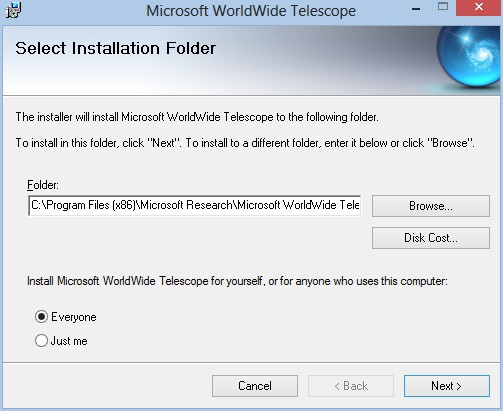 Microsoft WorldWide Telescope
Select Installation Folder
The installer will install Microsoft WorldWide Telescope to the following folder.
To install in this folder, click "Next". To install to a different folder, enter it below or click "Browse".
Folder:
C:\Program Files (x86)\Microsoft Research\Microsoft WorldWide Tele
Browse...
Disk Cost...
Install Microsoft WorldWide Telescope for yourself, or for anyone who uses this computer:
Everyone
Just me
Cancel
< Back
Next >